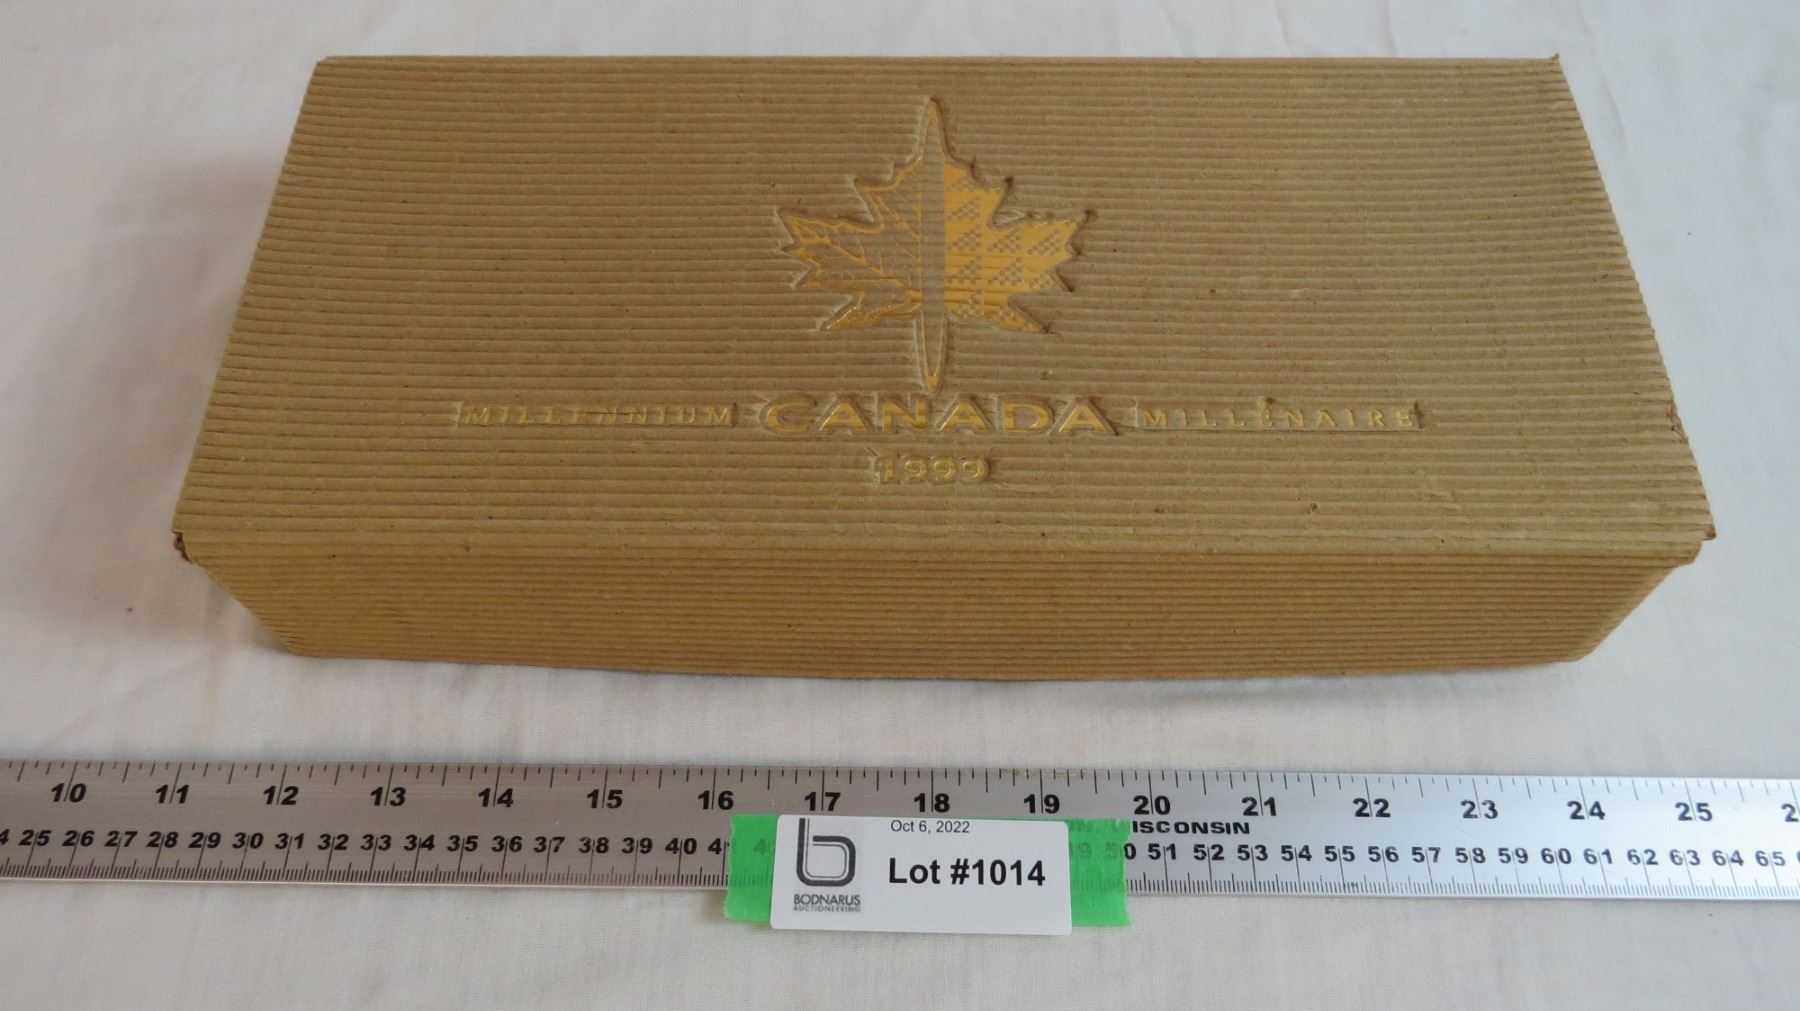 MILLENNIUM CANADA MILLÉNAIRE
1999
10 11 12 13 14 15 16 17 18 19 20 21 22 23 24 25
ISCONSIN
25 26 27 28 29 30 31 32 33 34 35 36 37 38 39 40 50 51 52 53 54 55 56 57 58 59 60 61 62 63 64 65
Oct 6, 2022
Lot #1014
BODNARUS
AUCTIONEERING